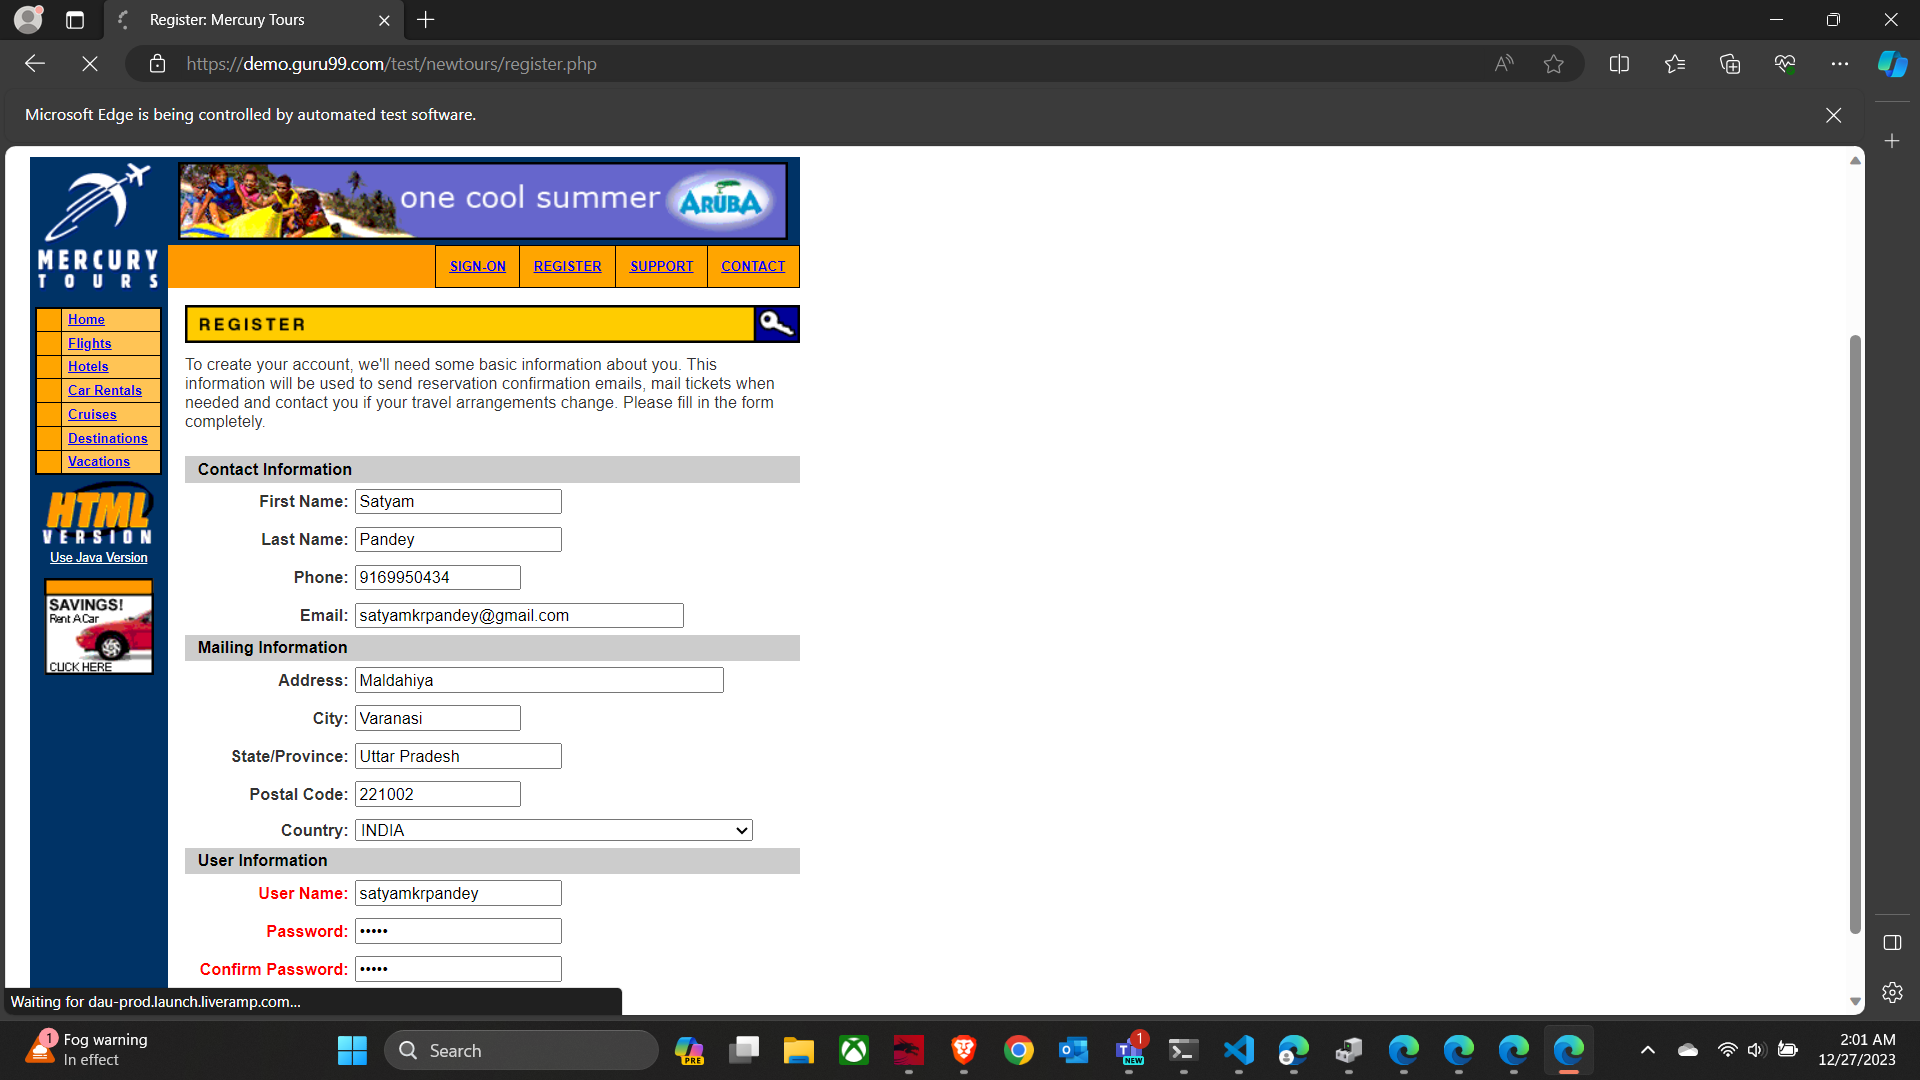 Register: Mercury Tours
https://demo.guru99.com/test/newtours/register.php
Microsoft Edge is being controlled by automated test software.
one cool summer ARUBA
MERCURY
TOURS
SIGN-ON REGISTER SUPPORT CONTACT
Home
Flights
Hotels
Car Rentals
Cruises
Destinations
Vacations
HTML
VERSION
Use Java Version
SAVINGS!
Rent A Car
CLICK HERE
REGISTER
To create your account, we'll need some basic information about you. This
information will be used to send reservation confirmation emails, mail tickets when
needed and contact you if your travel arrangements change. Please fill in the form
completely.
Contact Information
First Name: Satyam
Last Name: Pandey
Phone: 9169950434
Email: satyamkrpandey@gmail.com
Mailing Information
Address: Maldahiya
City: Varanasi
State/Province: Uttar Pradesh
Postal Code: 221002
Country: INDIA
User Information
User Name: satyamkrpandey
Password: •••••
Confirm Password: •••••
Waiting for dau-prod.launch.liveramp.com...
1
Fog warning
In effect
Search
PRE
1
NEW
2:01 AM
12/27/2023